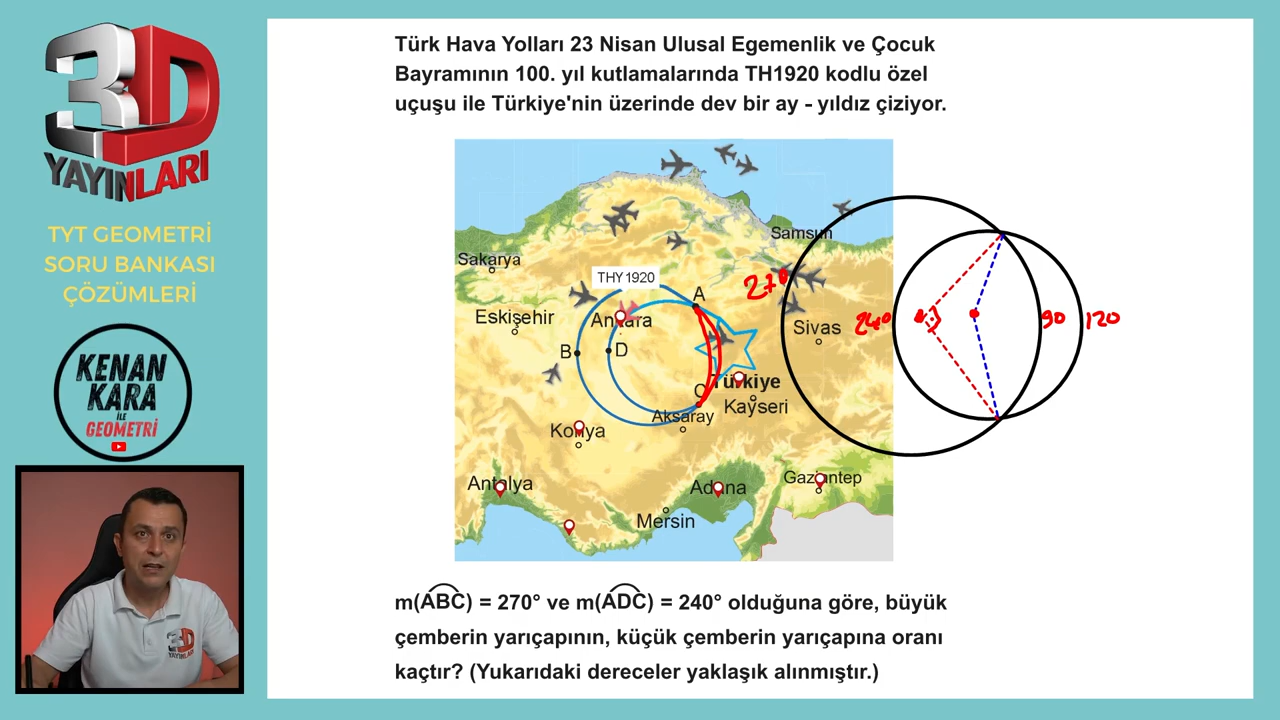 3D
YAYINLARI
TYT GEOMETRİ
SORU BANKASI
ÇÖZÜMLERİ
KENAN
KARA
İLE
GEOMETRİ
3D
YAYINLARI
Türk Hava Yolları 23 Nisan Ulusal Egemenlik ve Çocuk
Bayramının 100. yıl kutlamalarında TH1920 kodlu özel
uçuşu ile Türkiye'nin üzerinde dev bir ay - yıldız çiziyor.
Samsun
Sakarya
THY1920
270
A
Eskişehir
Ankara
Sivas
240
90
120
B
D
C
Türkiye
Kayseri
Aksaray
Konya
Antalya
Adana
Gaziantep
Mersin
m(ABC) = 270° ve m(ADC) = 240° olduğuna göre, büyük
çemberin yarıçapının, küçük çemberin yarıçapına oranı
kaçtır? (Yukarıdaki dereceler yaklaşık alınmıştır.)